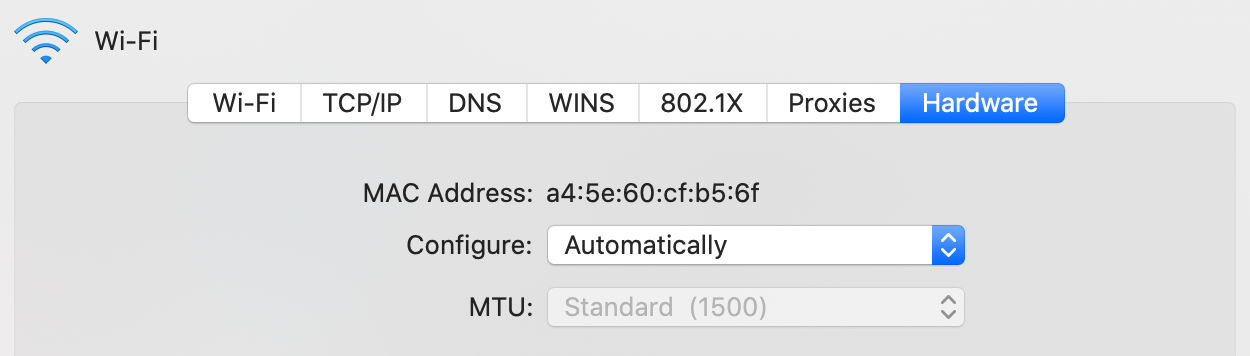 Wi-Fi
Wi-Fi TCP/IP DNS WINS 802.1X Proxies Hardware
MAC Address: a4:5e:60:cf:b5:6f
Configure: Automatically
MTU: Standard (1500)